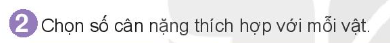 2 Chọn số cân nặng thích hợp với mỗi vật.